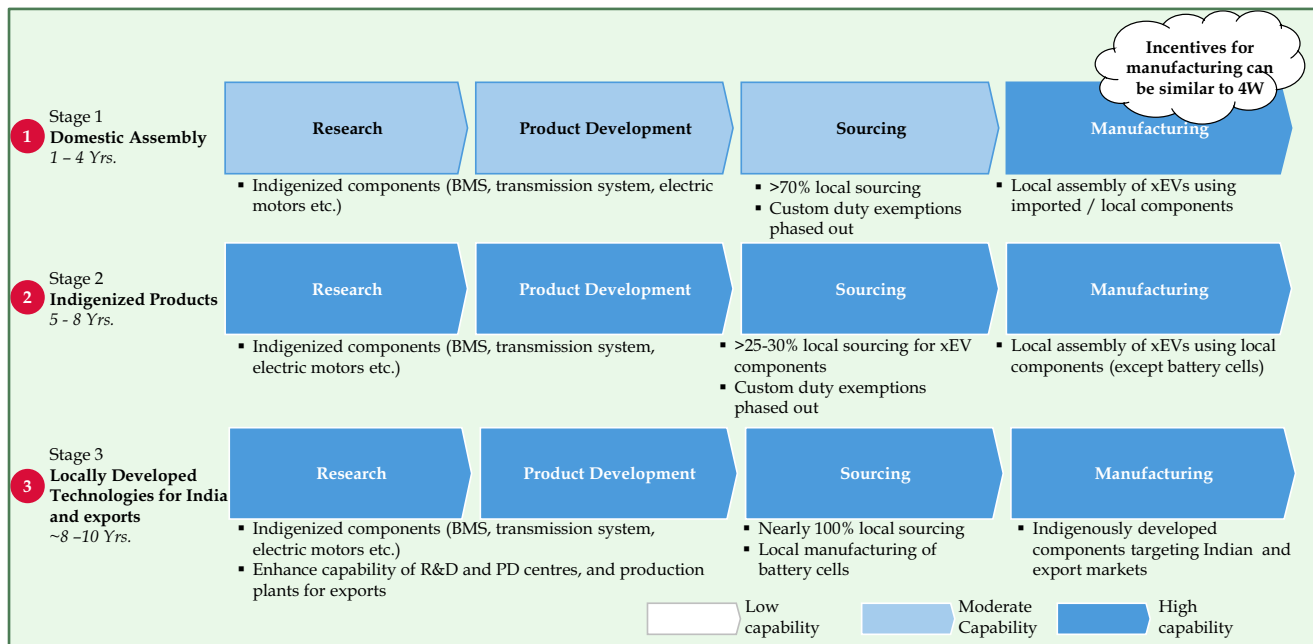 Incentives for
manufacturing can
be similar to 4W
1
Stage 1
Domestic Assembly
1 – 4 Yrs.
Research
Product Development
Sourcing
Manufacturing
▪ Indigenized components (BMS, transmission system, electric
motors etc.)
▪ >70% local sourcing
▪ Custom duty exemptions
phased out
▪ Local assembly of xEVs using
imported / local components
2
Stage 2
Indigenized Products
5 - 8 Yrs.
Research
Product Development
Sourcing
Manufacturing
▪ Indigenized components (BMS, transmission system,
electric motors etc.)
▪ >25-30% local sourcing for xEV
components
▪ Custom duty exemptions
phased out
▪ Local assembly of xEVs using local
components (except battery cells)
3
Stage 3
Locally Developed
Technologies for India
and exports
~8 –10 Yrs.
Research
Product Development
Sourcing
Manufacturing
▪ Indigenized components (BMS, transmission system,
electric motors etc.)
▪ Enhance capability of R&D and PD centres, and production
plants for exports
▪ Nearly 100% local sourcing
▪ Local manufacturing of
battery cells
▪ Indigenously developed
components targeting Indian and
export markets
Low
capability
Moderate
Capability
High
capability